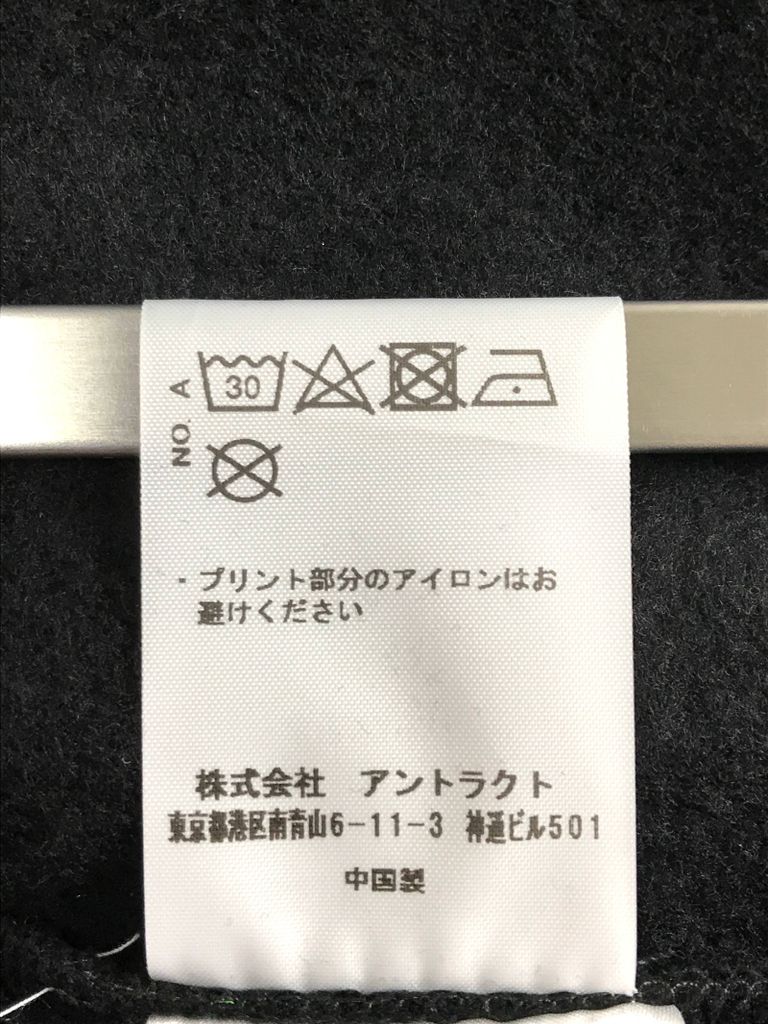 NO. A
30
・プリント部分のアイロンはお
避けください
株式会社　アントラクト
東京都港区南青山6-11-3 神通ビル501
中国製